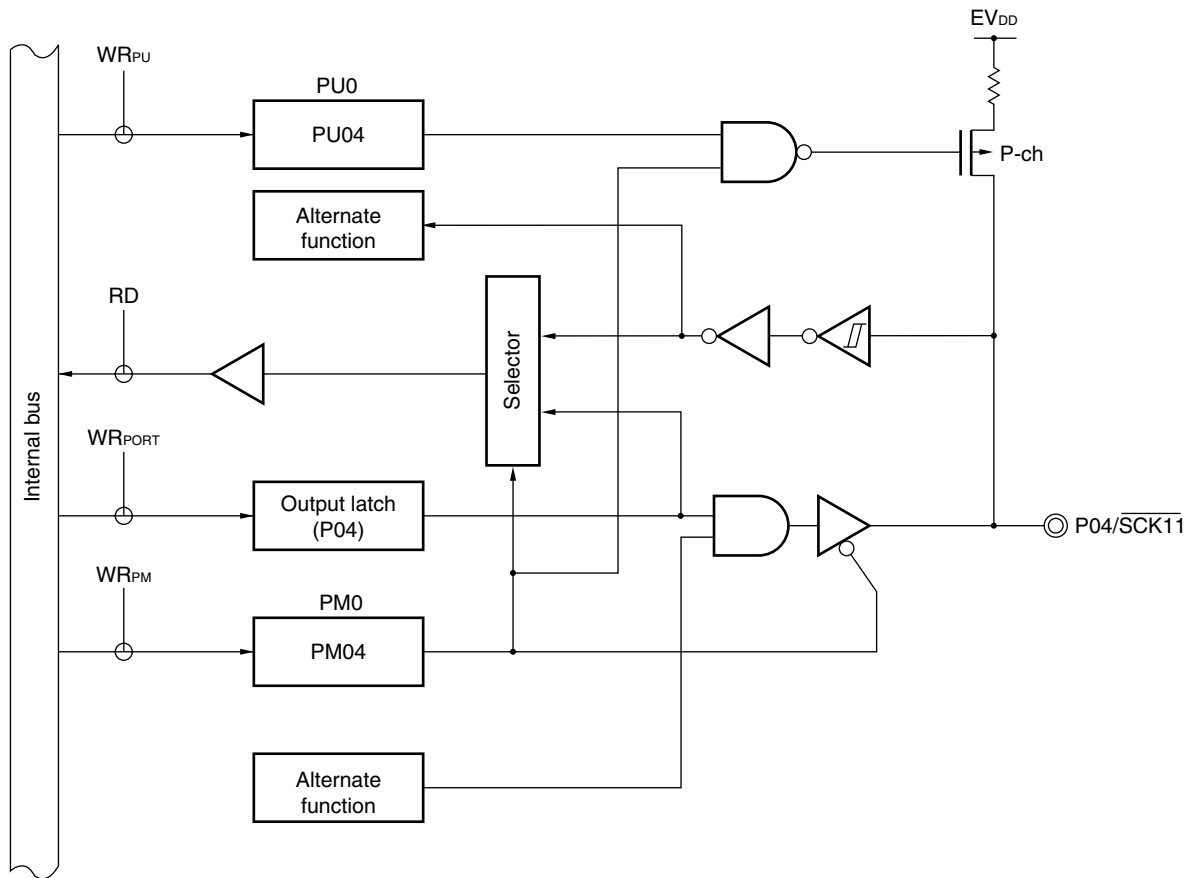 EVDD
WRPU
PU0
PU04
P-ch
Alternate
function
RD
Selector
Internal bus
WRPORT
Output latch
(P04)
P04/SCK11
WRPM
PM0
PM04
Alternate
function